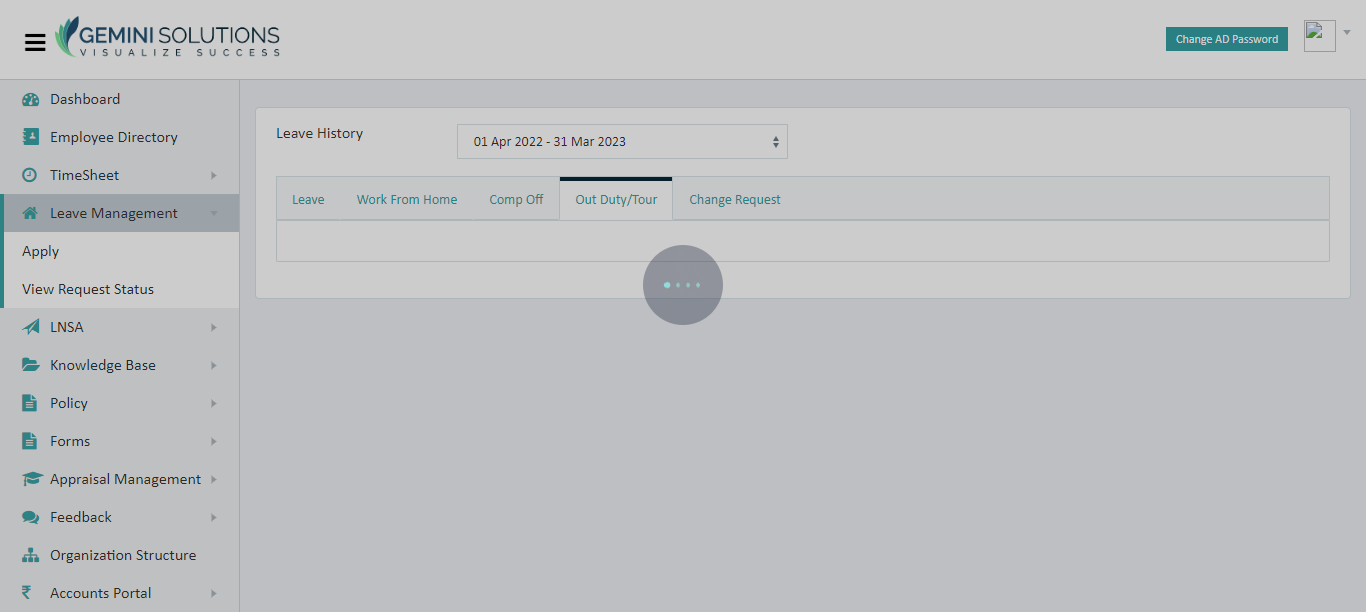 GEMINI SOLUTIONS
VISUALIZE SUCCESS
Change AD Password
Dashboard
Employee Directory
TimeSheet
Leave Management
Apply
View Request Status
LNSA
Knowledge Base
Policy
Forms
Appraisal Management
Feedback
Organization Structure
₹ Accounts Portal
Leave History
01 Apr 2022 - 31 Mar 2023
Leave Work From Home Comp Off Out Duty/Tour Change Request